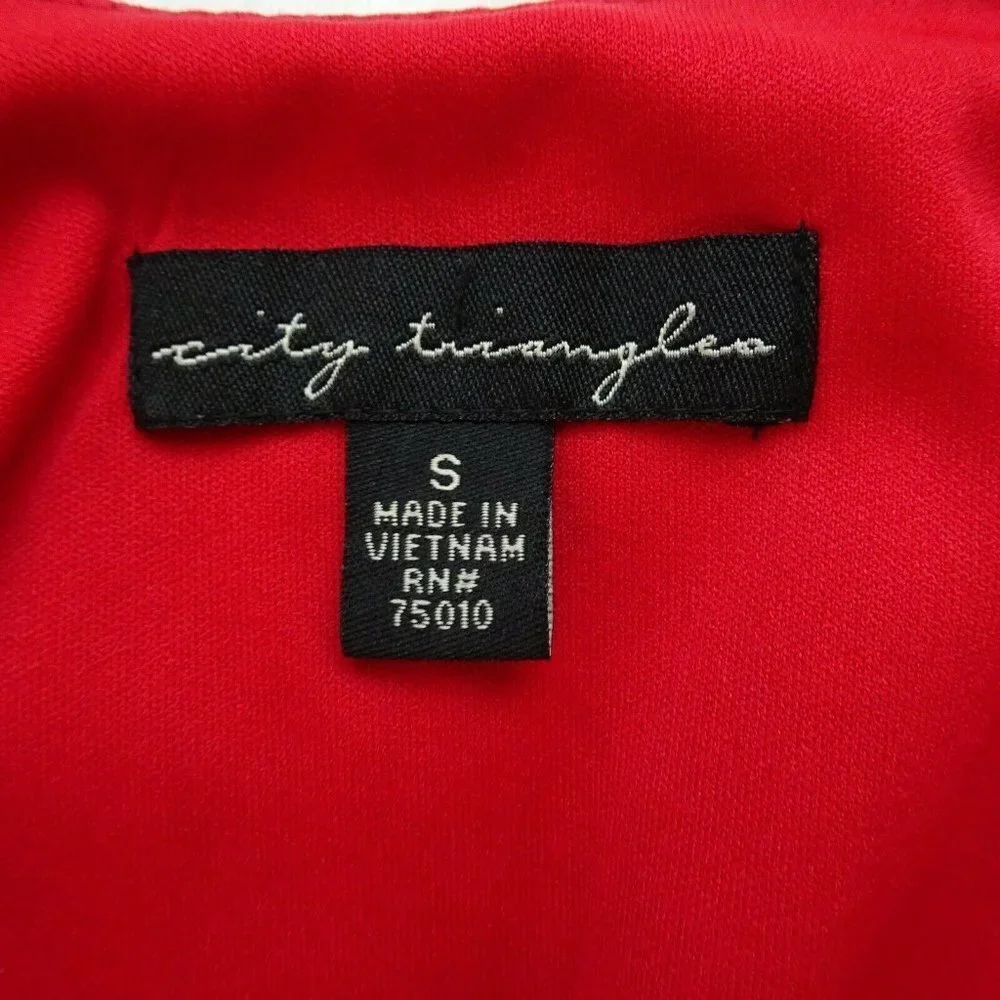 city triangles
S
MADE IN
VIETNAM
RN#
75010